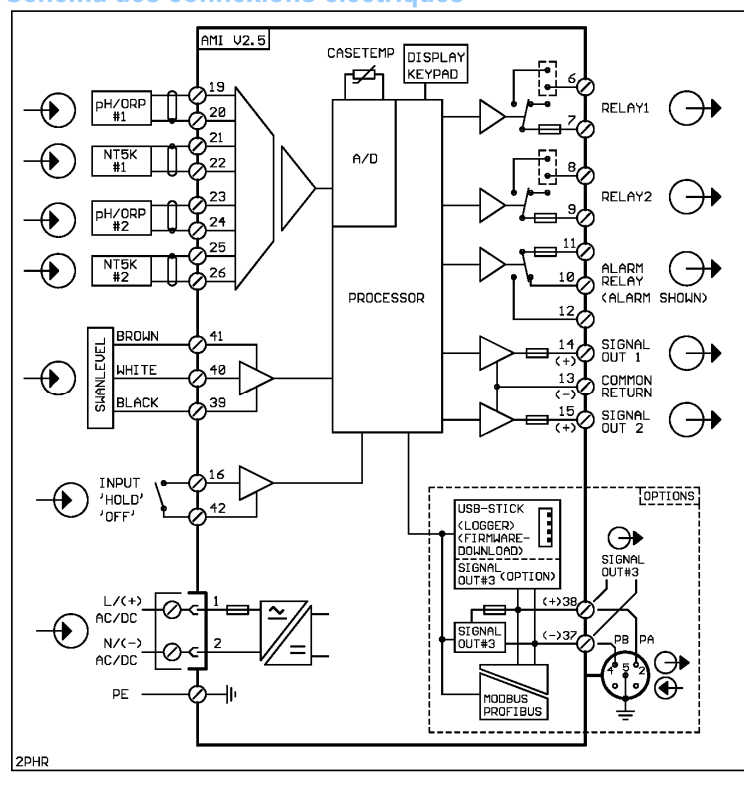 Schéma des connexions électriques
AMI V2.5
CASETEMP
DISPLAY
KEYPAD
pH/ORP
#1
19
20
NT5K
#1
21
22
pH/ORP
#2
23
24
NT5K
#2
25
26
A/D
PROCESSOR
6
7
RELAY1
8
9
RELAY2
11
10
12
ALARM
RELAY
(ALARM SHOWN)
SWANLEVEL
BROWN
41
WHITE
40
BLACK
39
14
(+)
SIGNAL
OUT 1
13
(-)
COMMON
RETURN
15
(+)
SIGNAL
OUT 2
INPUT
'HOLD'
'OFF'
16
42
OPTIONS
USB-STICK
(LOGGER)
(FIRMWARE-
DOWNLOAD)
SIGNAL
OUT#3 (OPTION)
SIGNAL
OUT#3
(+)38
SIGNAL
OUT#3
(-)37
PB PA
4 5 2
MODBUS
PROFIBUS
L/(+)
AC/DC
1
N/(-)
AC/DC
2
PE
2PHR